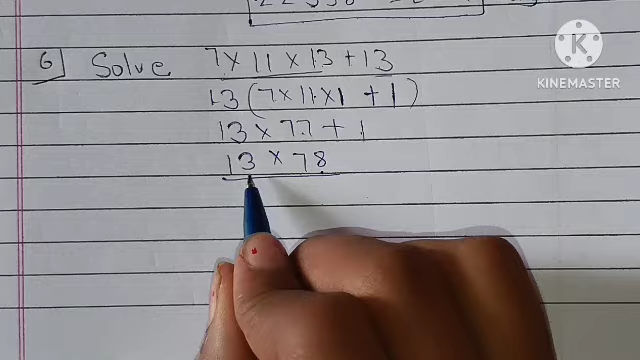 6] Solve 7 × 11 × 13 + 13
13 ( 7 × 11 × 1 + 1 )
13 × 77 + 1
13 × 78
KINEMASTER